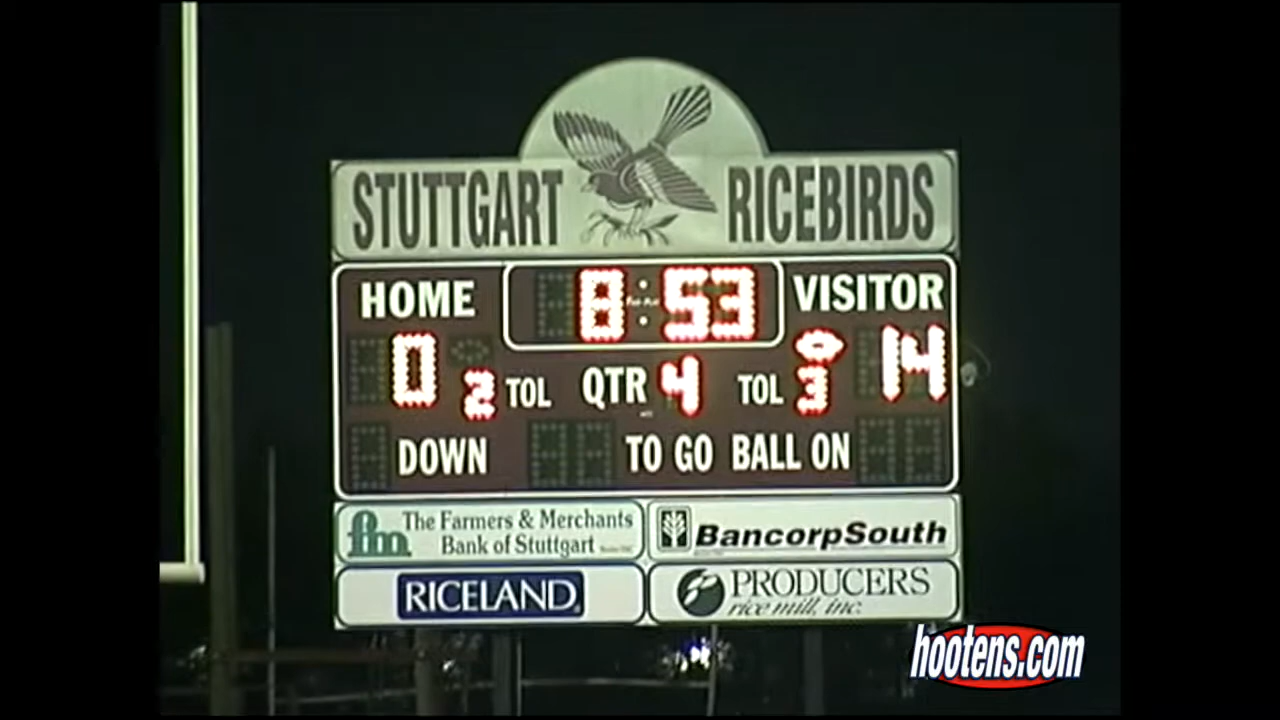 STUTTGART RICEBIRDS
HOME 8:53 VISITOR
0 2 TOL QTR 4 TOL 3 14
DOWN TO GO BALL ON
fm The Farmers & Merchants
Bank of Stuttgart
BancorpSouth
RICELAND
PRODUCERS
rice mill, inc.
hootens.com